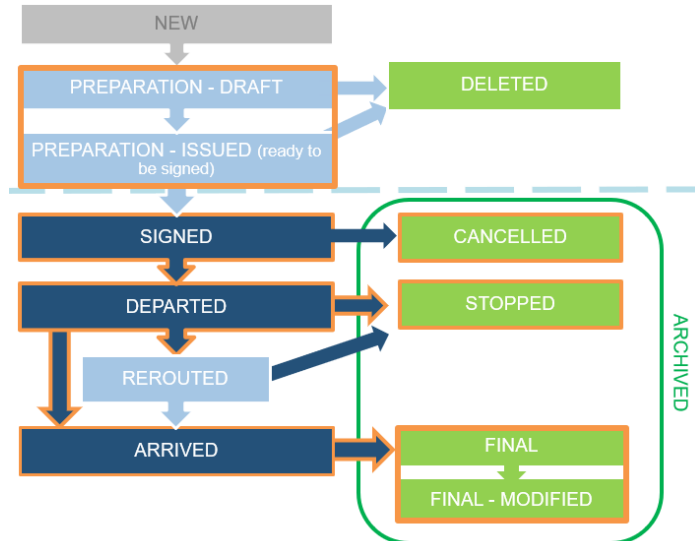 NEW
PREPARATION - DRAFT
DELETED
PREPARATION - ISSUED (ready to
be signed)
SIGNED
CANCELLED
DEPARTED
STOPPED
ARCHIVED
REROUTED
ARRIVED
FINAL
FINAL - MODIFIED